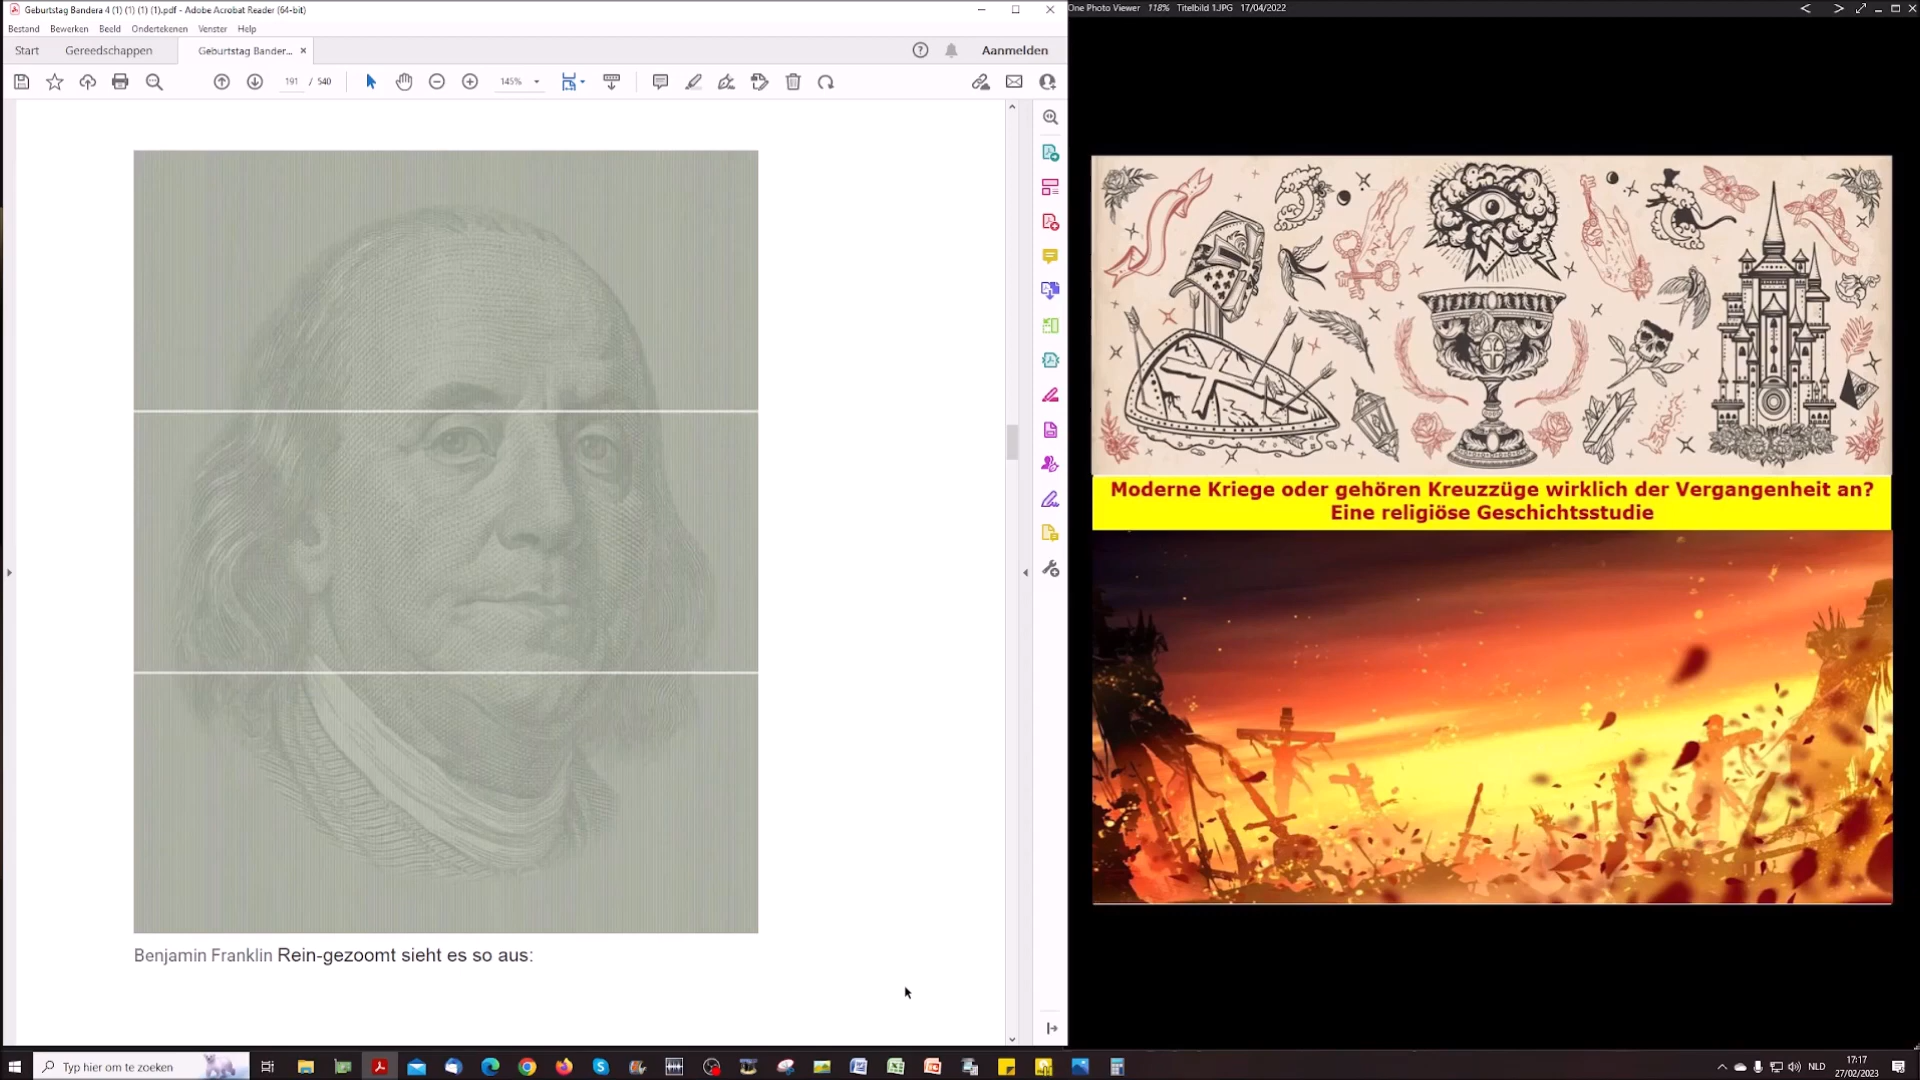 Geburtstag Bandera 4 (1) (1) (1) (1).pdf - Adobe Acrobat Reader (64-bit)
Bestand Bewerken Beeld Ondertekenen Venster Help
Start Gereedschappen Geburtstag Bander... × Aanmelden
191 / 540 145%
Benjamin Franklin Rein-gezoomt sieht es so aus:
One Photo Viewer 118% Titelbild 1.JPG 17/04/2022
Moderne Kriege oder gehören Kreuzzüge wirklich der Vergangenheit an?
Eine religiöse Geschichtsstudie
Typ hier om te zoeken
NLD
17:17
27/02/2023